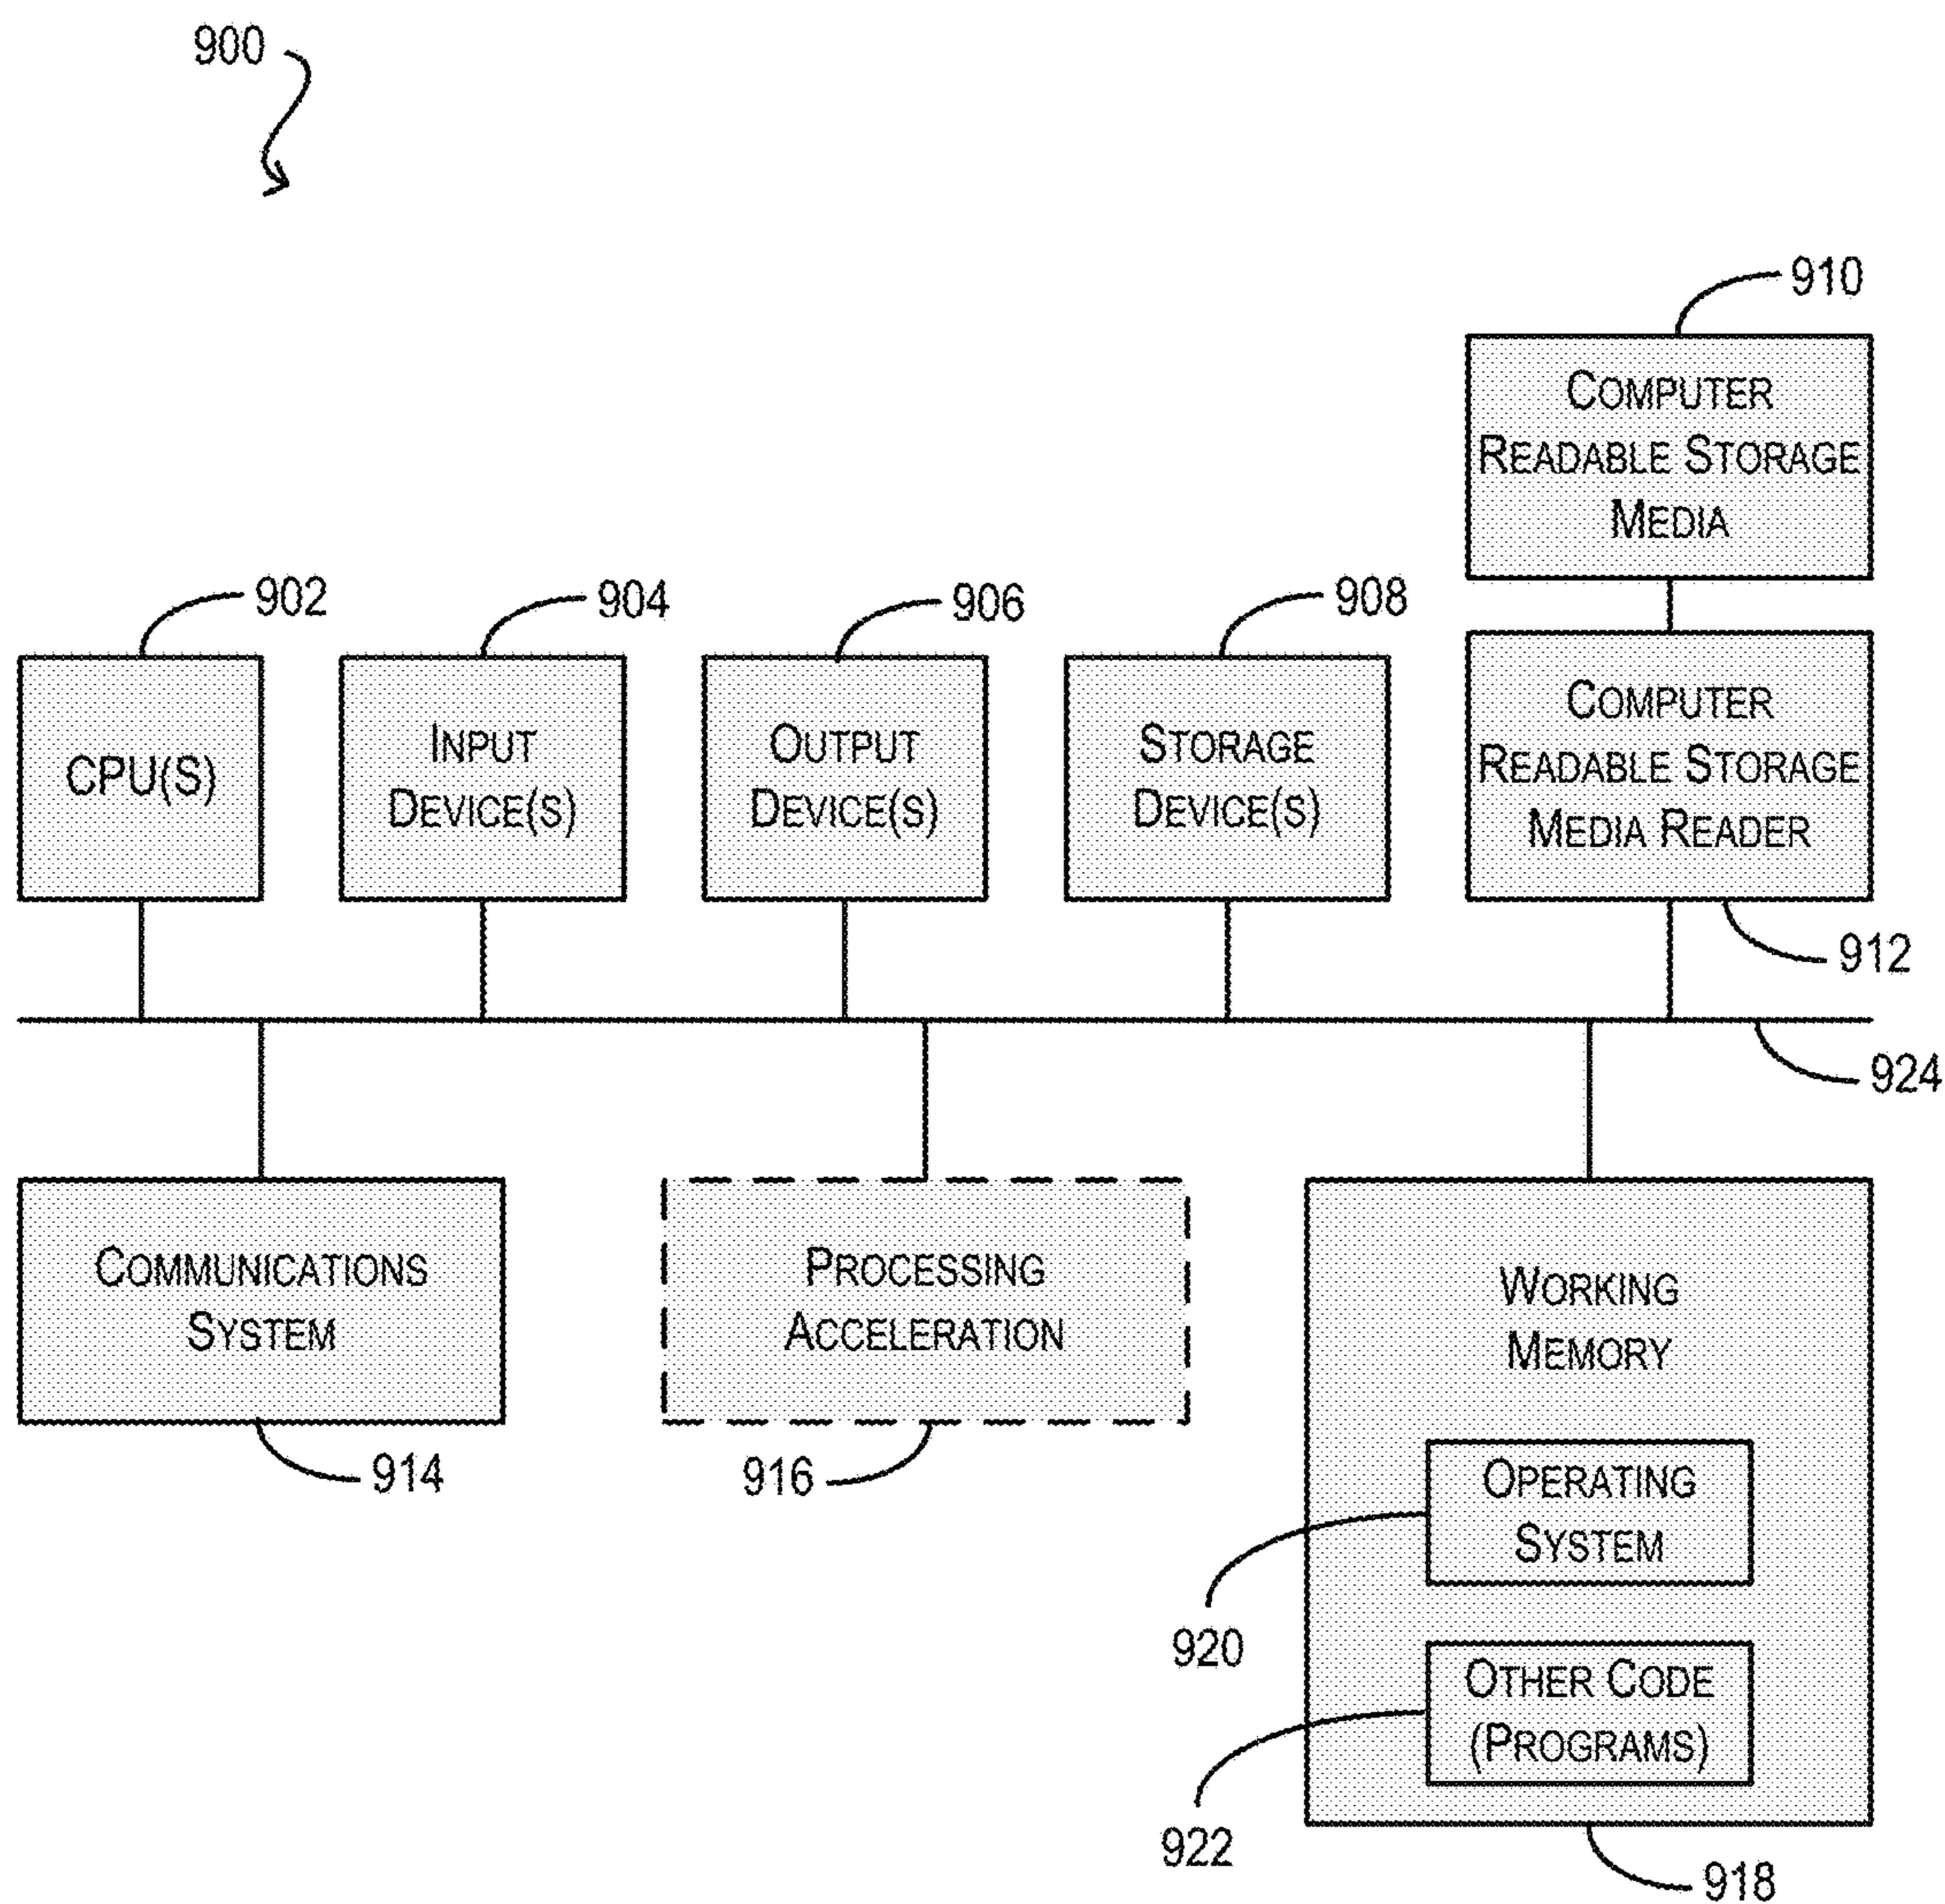 900
910
COMPUTER
READABLE STORAGE
MEDIA
902
904
906
908
CPU(S)
INPUT
DEVICE(S)
OUTPUT
DEVICE(S)
STORAGE
DEVICE(S)
COMPUTER
READABLE STORAGE
MEDIA READER
912
924
COMMUNICATIONS
SYSTEM
914
PROCESSING
ACCELERATION
916
WORKING
MEMORY
OPERATING
SYSTEM
920
OTHER CODE
(PROGRAMS)
922
918